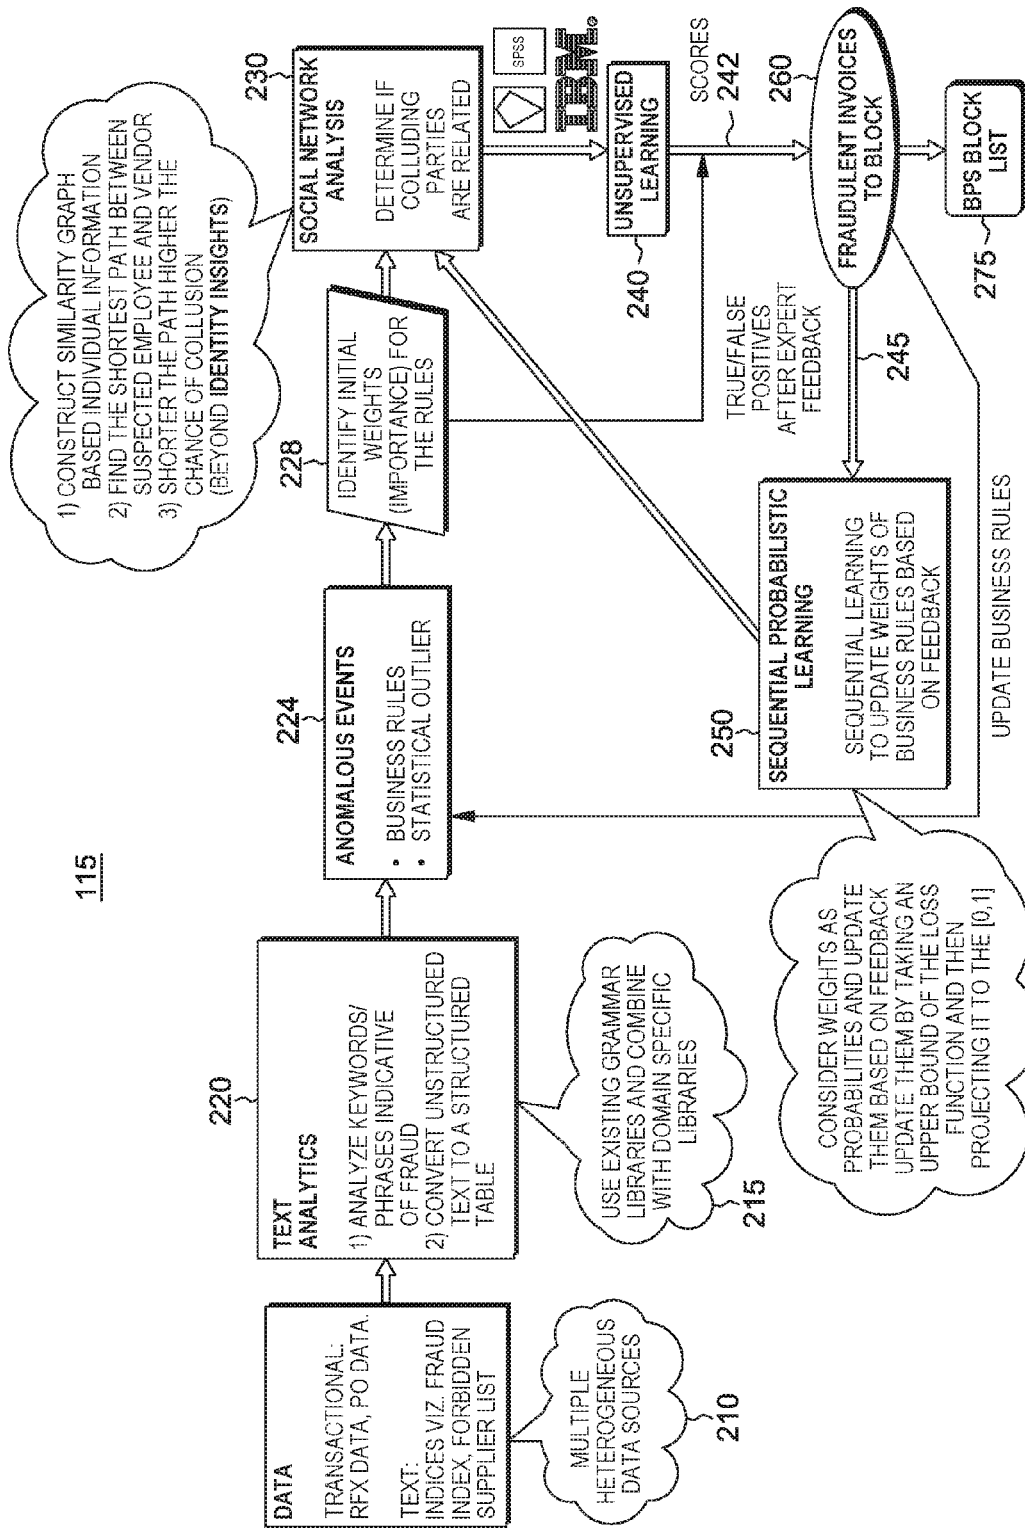 115
DATA
TRANSACTIONAL:
RFX DATA, PO DATA.
TEXT:
INDICES VIZ. FRAUD
INDEX, FORBIDDEN
SUPPLIER LIST
MULTIPLE
HETEROGENEOUS
DATA SOURCES
210
220
TEXT
ANALYTICS
1) ANALYZE KEYWORDS/
PHRASES INDICATIVE
OF FRAUD
2) CONVERT UNSTRUCTURED
TEXT TO A STRUCTURED
TABLE
USE EXISTING GRAMMAR
LIBRARIES AND COMBINE
WITH DOMAIN SPECIFIC
LIBRARIES
215
224
ANOMALOUS EVENTS
• BUSINESS RULES
• STATISTICAL OUTLIER
228
IDENTIFY INITIAL
WEIGHTS
(IMPORTANCE) FOR
THE RULES
1) CONSTRUCT SIMILARITY GRAPH
BASED INDIVIDUAL INFORMATION
2) FIND THE SHORTEST PATH BETWEEN
SUSPECTED EMPLOYEE AND VENDOR
3) SHORTER THE PATH HIGHER THE
CHANCE OF COLLUSION
(BEYOND IDENTITY INSIGHTS)
230
SOCIAL NETWORK
ANALYSIS
DETERMINE IF
COLLUDING
PARTIES
ARE RELATED
SPSS
IBM®
240
UNSUPERVISED
LEARNING
SCORES
242
TRUE/FALSE
POSITIVES
AFTER EXPERT
FEEDBACK
245
260
FRAUDULENT INVOICES
TO BLOCK
275
BPS BLOCK
LIST
250
SEQUENTIAL PROBABILISTIC
LEARNING
SEQUENTIAL LEARNING
TO UPDATE WEIGHTS OF
BUSINESS RULES BASED
ON FEEDBACK
UPDATE BUSINESS RULES
CONSIDER WEIGHTS AS
PROBABILITIES AND UPDATE
THEM BASED ON FEEDBACK
UPDATE THEM BY TAKING AN
UPPER BOUND OF THE LOSS
FUNCTION AND THEN
PROJECTING IT TO THE [0,1]